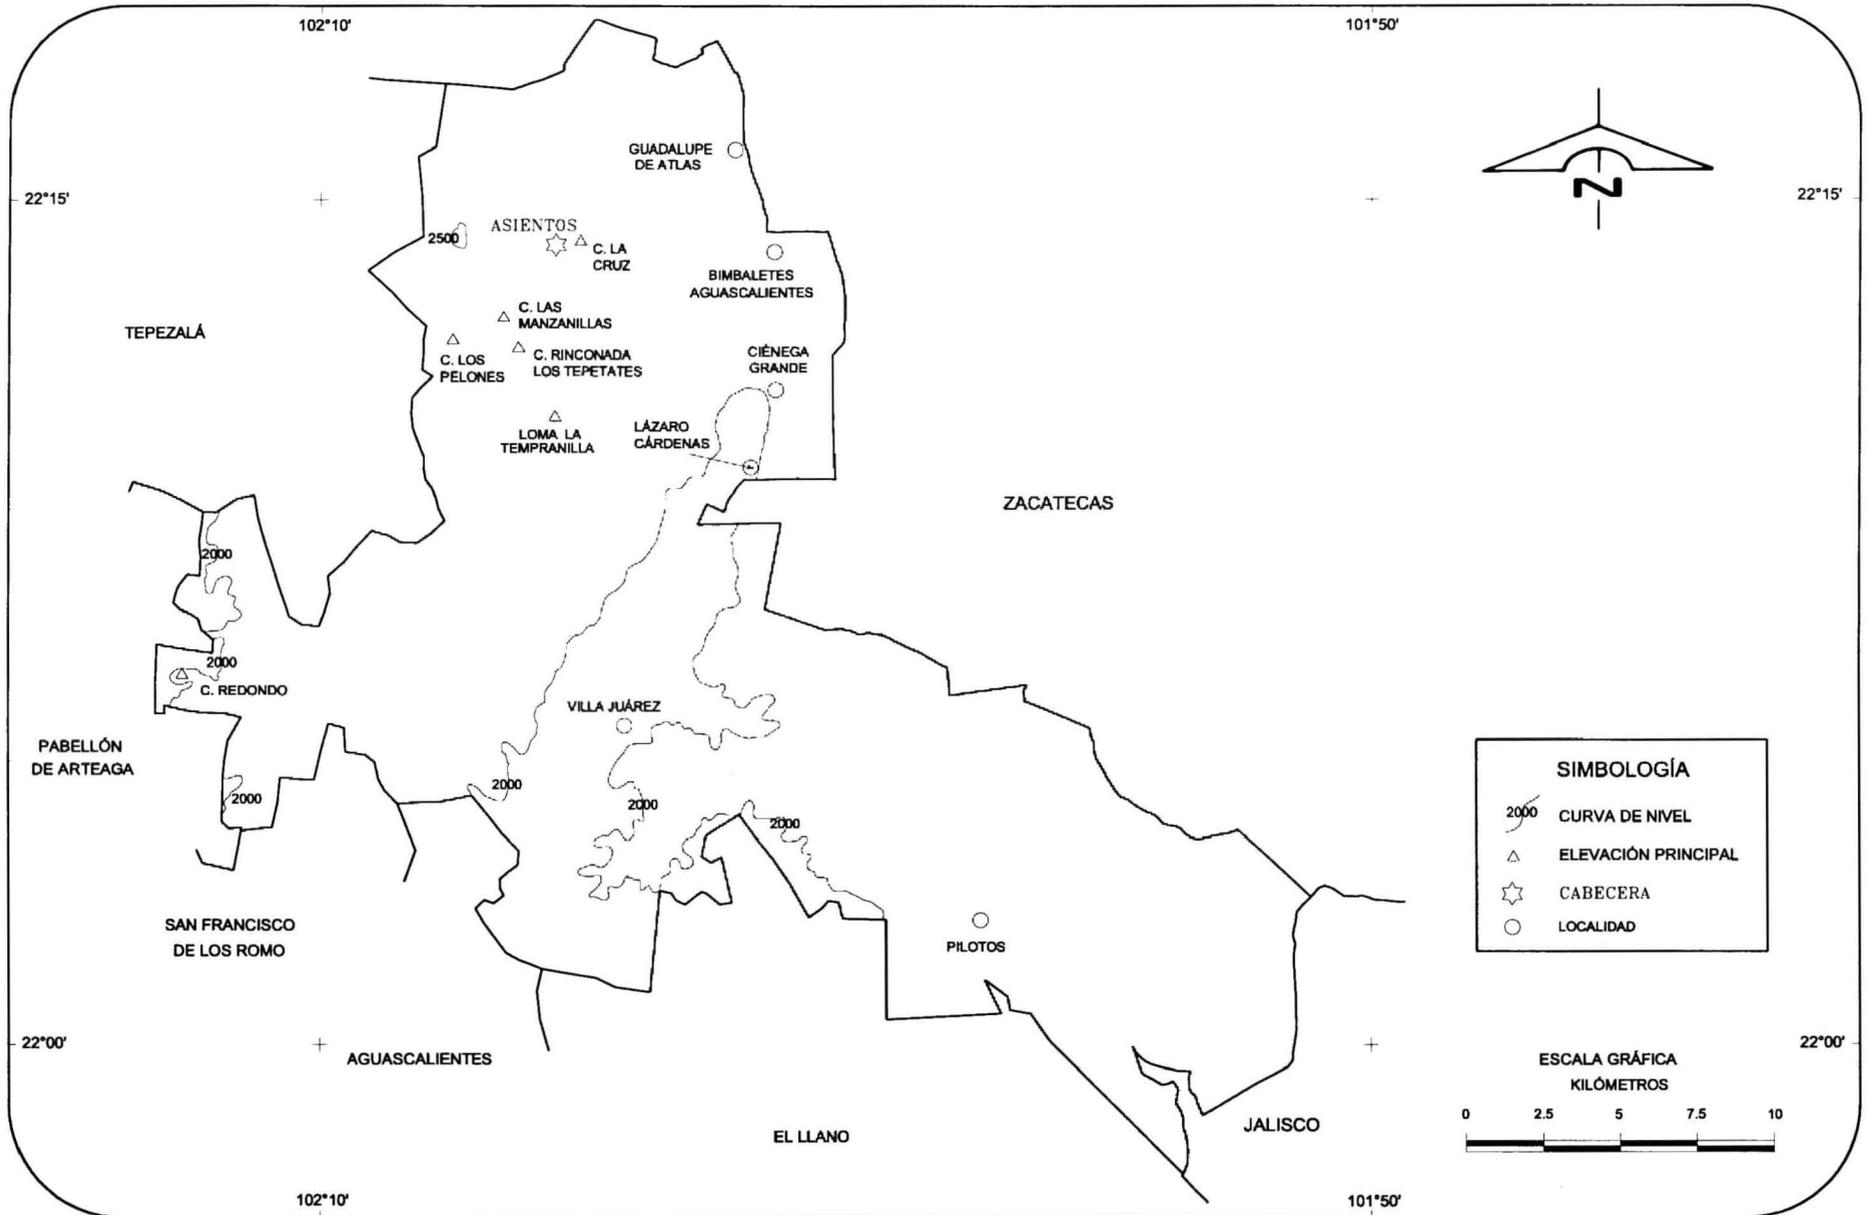 102°10'
101°50'
GUADALUPE
DE ATLAS
22°15'
22°15'
N
ASIENTOS
2500
C. LA
CRUZ
BIMBALETES
AGUASCALIENTES
C. LAS
MANZANILLAS
TEPEZALÁ
C. LOS
PELONES
C. RINCONADA
LOS TEPETATES
CIÉNEGA
GRANDE
LOMA LA
TEMPRANILLA
LÁZARO
CÁRDENAS
ZACATECAS
2000
2000
C. REDONDO
VILLA JUÁREZ
PABELLÓN
DE ARTEAGA
2000
2000
2000
2000
SIMBOLOGÍA
2000 CURVA DE NIVEL
ELEVACIÓN PRINCIPAL
CABECERA
LOCALIDAD
SAN FRANCISCO
DE LOS ROMO
PILOTOS
22°00'
22°00'
AGUASCALIENTES
ESCALA GRÁFICA
KILÓMETROS
0 2.5 5 7.5 10
EL LLANO
JALISCO
102°10'
101°50'